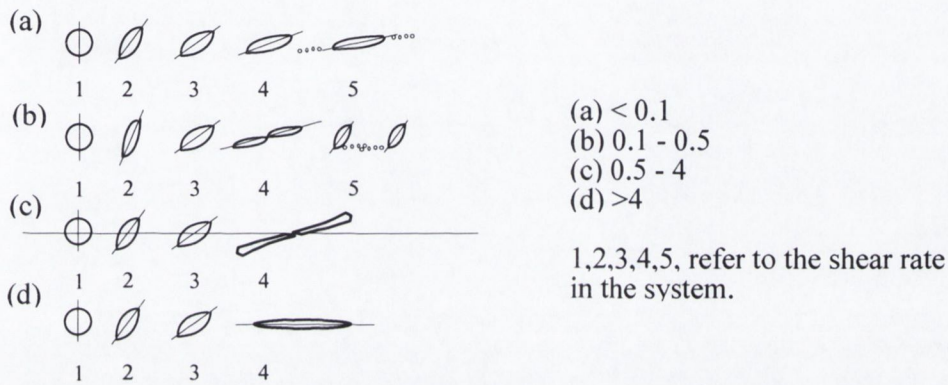 (a)
1 2 3 4 5
(b)
1 2 3 4 5
(c)
1 2 3 4
(d)
1 2 3 4
(a) < 0.1
(b) 0.1 - 0.5
(c) 0.5 - 4
(d) >4
1,2,3,4,5, refer to the shear rate
in the system.